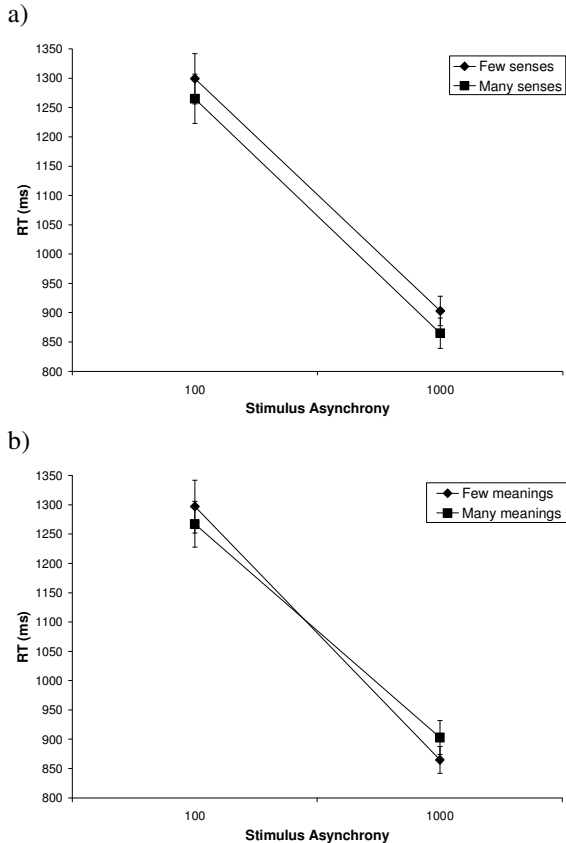 a)
1350
Few senses
1300
Many senses
1250
1200
1150
RT (ms)
1100
1050
1000
950
900
850
800
100
1000
Stimulus Asynchrony
b)
1350
Few meanings
1300
Many meanings
1250
1200
1150
RT (ms)
1100
1050
1000
950
900
850
800
100
1000
Stimulus Asynchrony